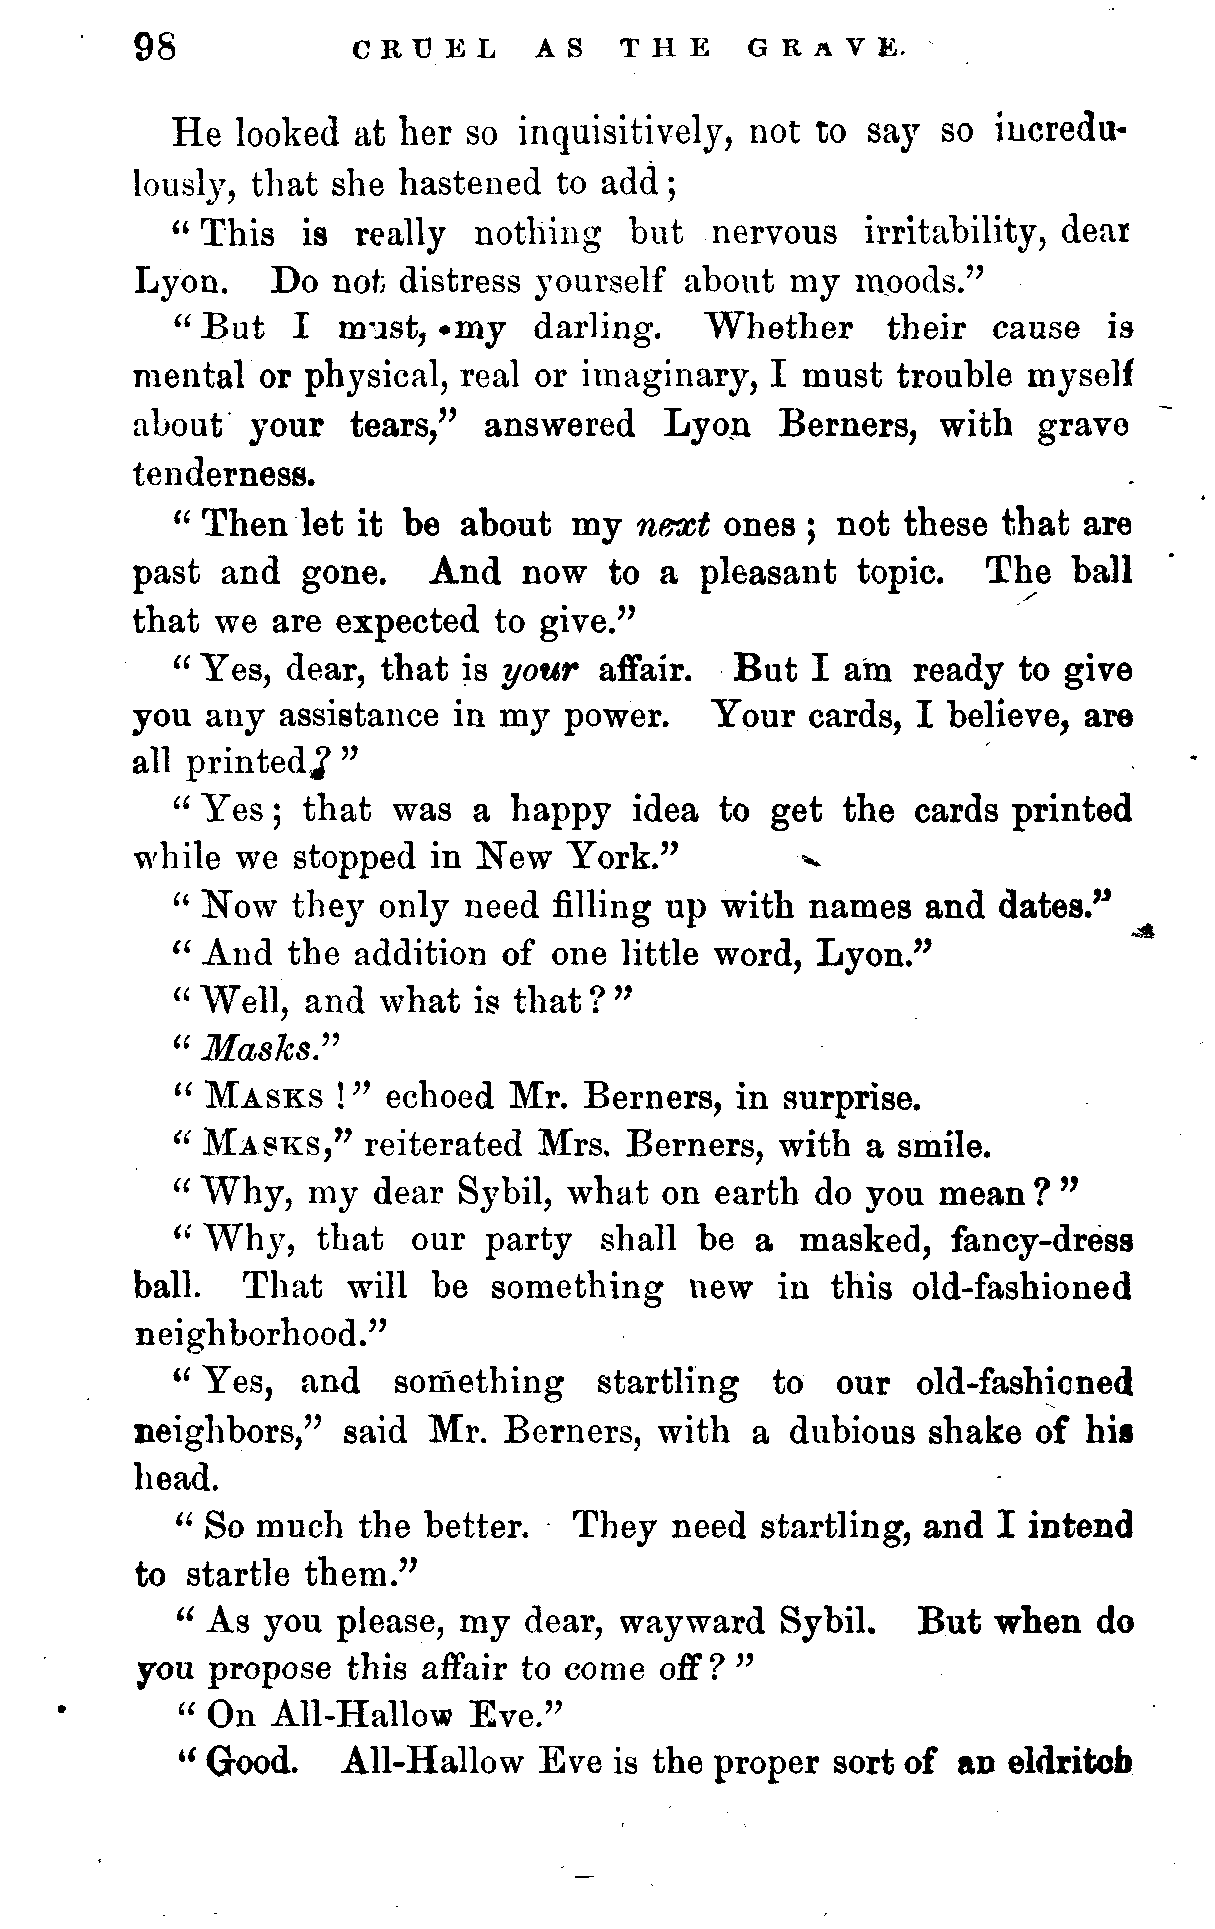 98 CRUEL AS THE GRAVE.
He looked at her so inquisitively, not to say so incredu-
lously, that she hastened to add;
"This is really nothing but nervous irritability, dear
Lyon. Do not distress yourself about my moods."
"But I must, my darling. Whether their cause is
mental or physical, real or imaginary, I must trouble myself
about your tears," answered Lyon Berners, with grave
tenderness.
"Then let it be about my next ones; not these that are
past and gone. And now to a pleasant topic. The ball
that we are expected to give."
"Yes, dear, that is your affair. But I am ready to give
you any assistance in my power. Your cards, I believe, are
all printed?"
"Yes; that was a happy idea to get the cards printed
while we stopped in New York."
"Now they only need filling up with names and dates."
"And the addition of one little word, Lyon."
"Well, and what is that?"
"Masks."
"MASKS!" echoed Mr. Berners, in surprise.
"MASKS," reiterated Mrs. Berners, with a smile.
"Why, my dear Sybil, what on earth do you mean?"
"Why, that our party shall be a masked, fancy-dress
ball. That will be something new in this old-fashioned
neighborhood."
"Yes, and something startling to our old-fashioned
neighbors," said Mr. Berners, with a dubious shake of his
head.
"So much the better. They need startling, and I intend
to startle them."
"As you please, my dear, wayward Sybil. But when do
you propose this affair to come off?"
"On All-Hallow Eve."
"Good. All-Hallow Eve is the proper sort of an eldritch